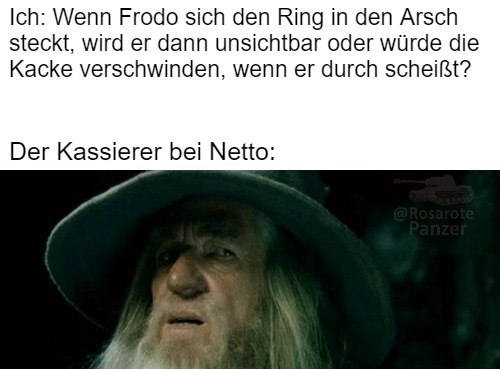 Ich: Wenn Frodo sich den Ring in den Arsch
steckt, wird er dann unsichtbar oder würde die
Kacke verschwinden, wenn er durch scheißt?
Der Kassierer bei Netto:
@Rosarote
Panzer